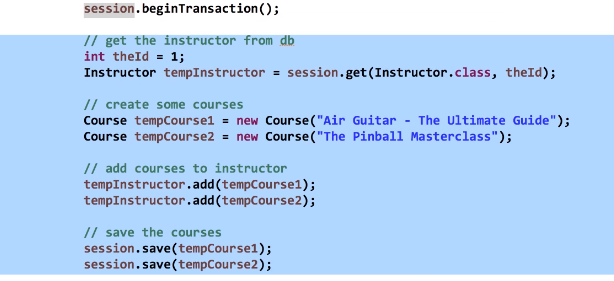 session.beginTransaction();
// get the instructor from db
int theId = 1;
Instructor tempInstructor = session.get(Instructor.class, theId);
// create some courses
Course tempCourse1 = new Course("Air Guitar - The Ultimate Guide");
Course tempCourse2 = new Course("The Pinball Masterclass");
// add courses to instructor
tempInstructor.add(tempCourse1);
tempInstructor.add(tempCourse2);
// save the courses
session.save(tempCourse1);
session.save(tempCourse2);